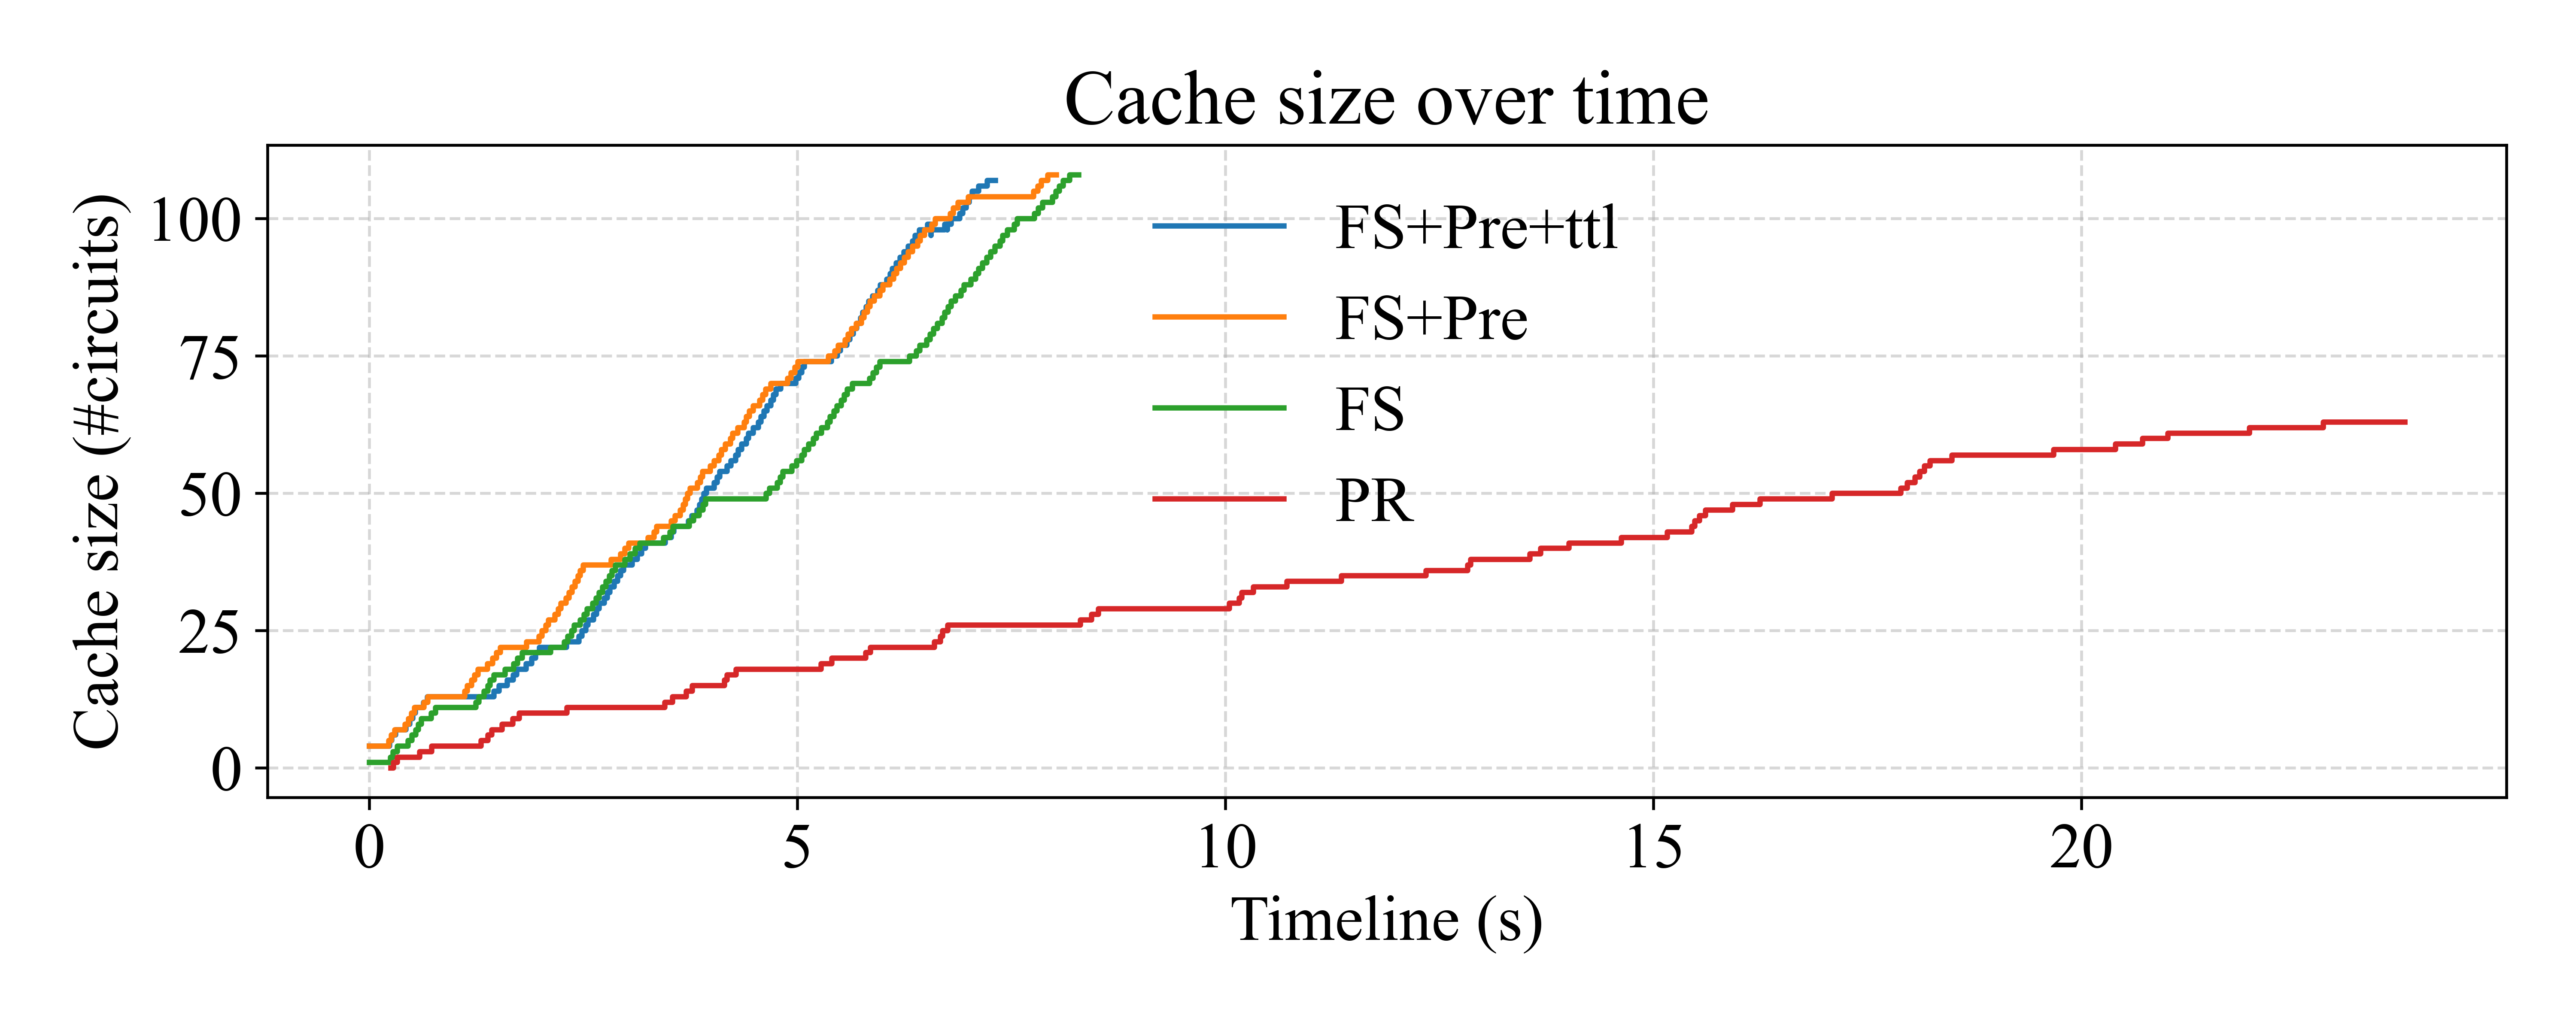 Cache size over time
Cache size (#circuits)
100
75
50
25
0
FS+Pre+ttl
FS+Pre
FS
PR
0 5 10 15 20
Timeline (s)